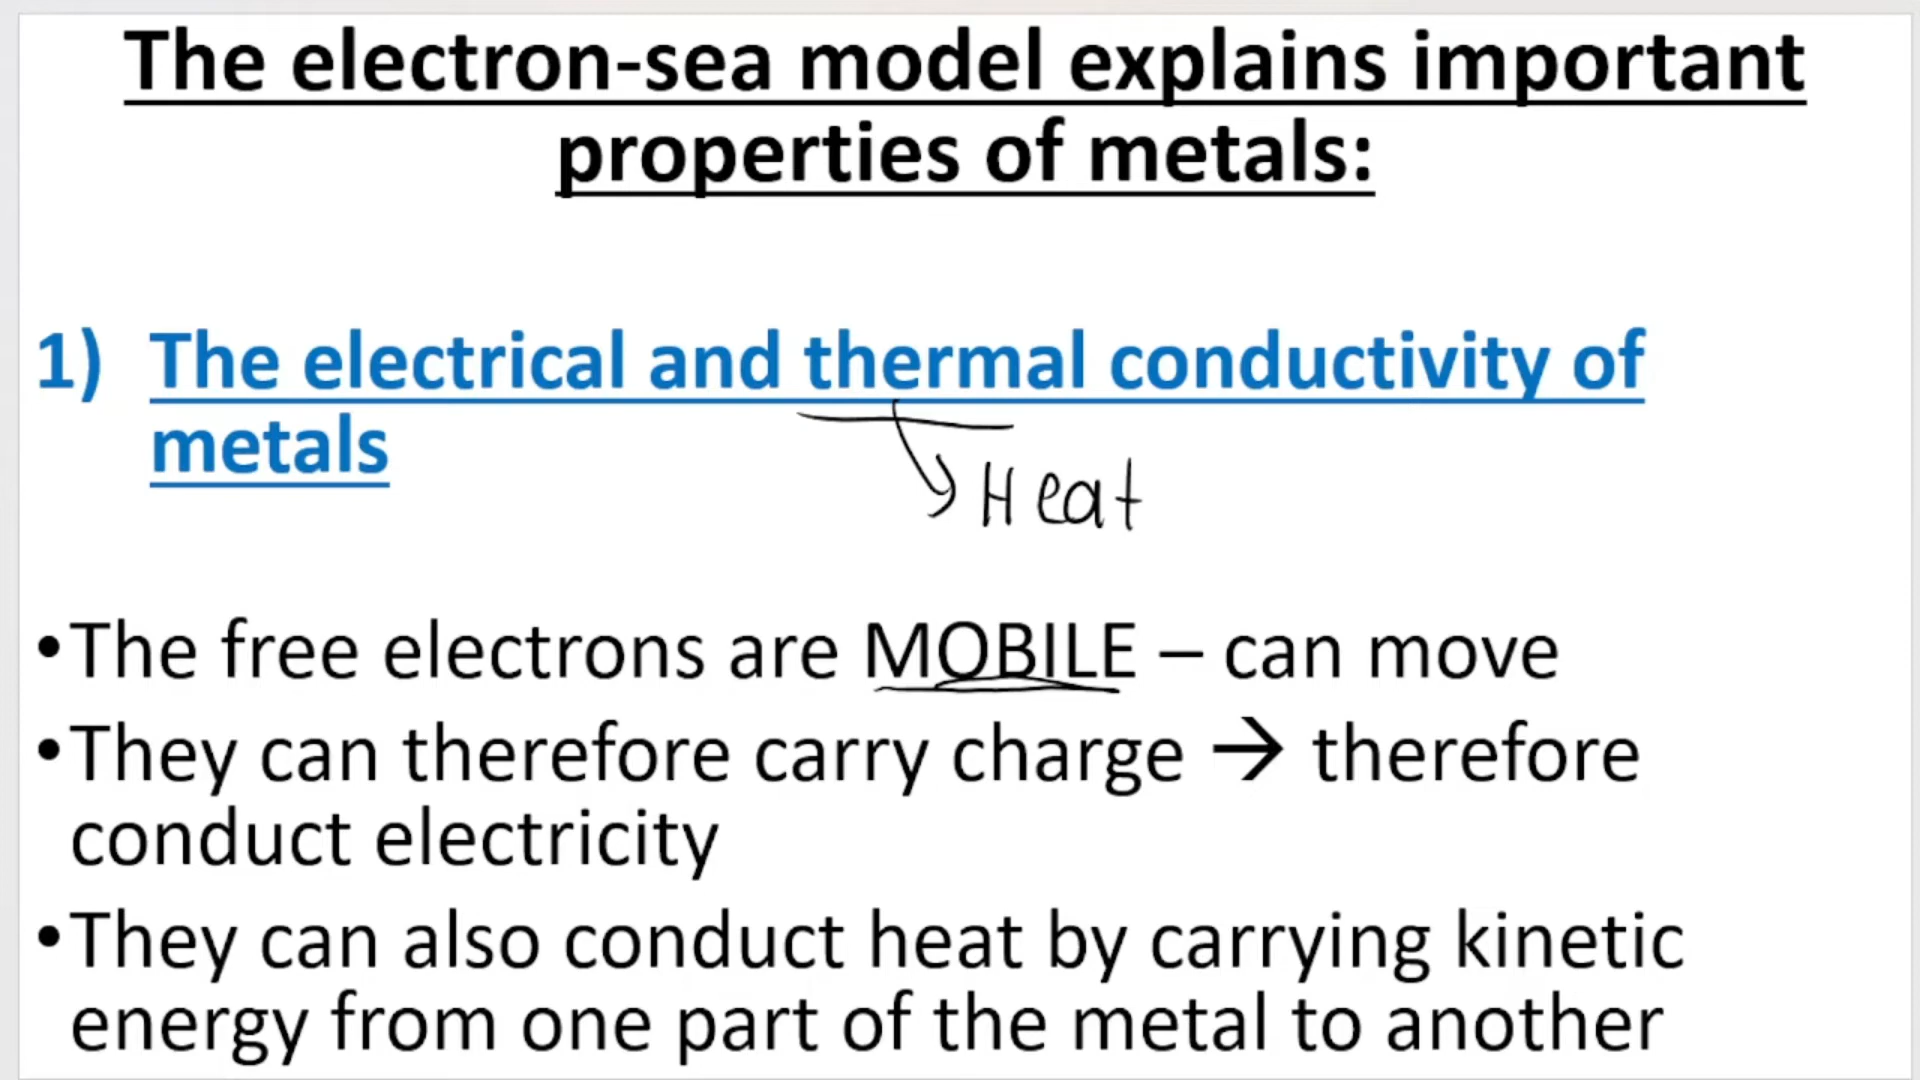 The electron-sea model explains important
properties of metals:
1) The electrical and thermal conductivity of
metals
Heat
•The free electrons are MOBILE – can move
•They can therefore carry charge → therefore
conduct electricity
•They can also conduct heat by carrying kinetic
energy from one part of the metal to another